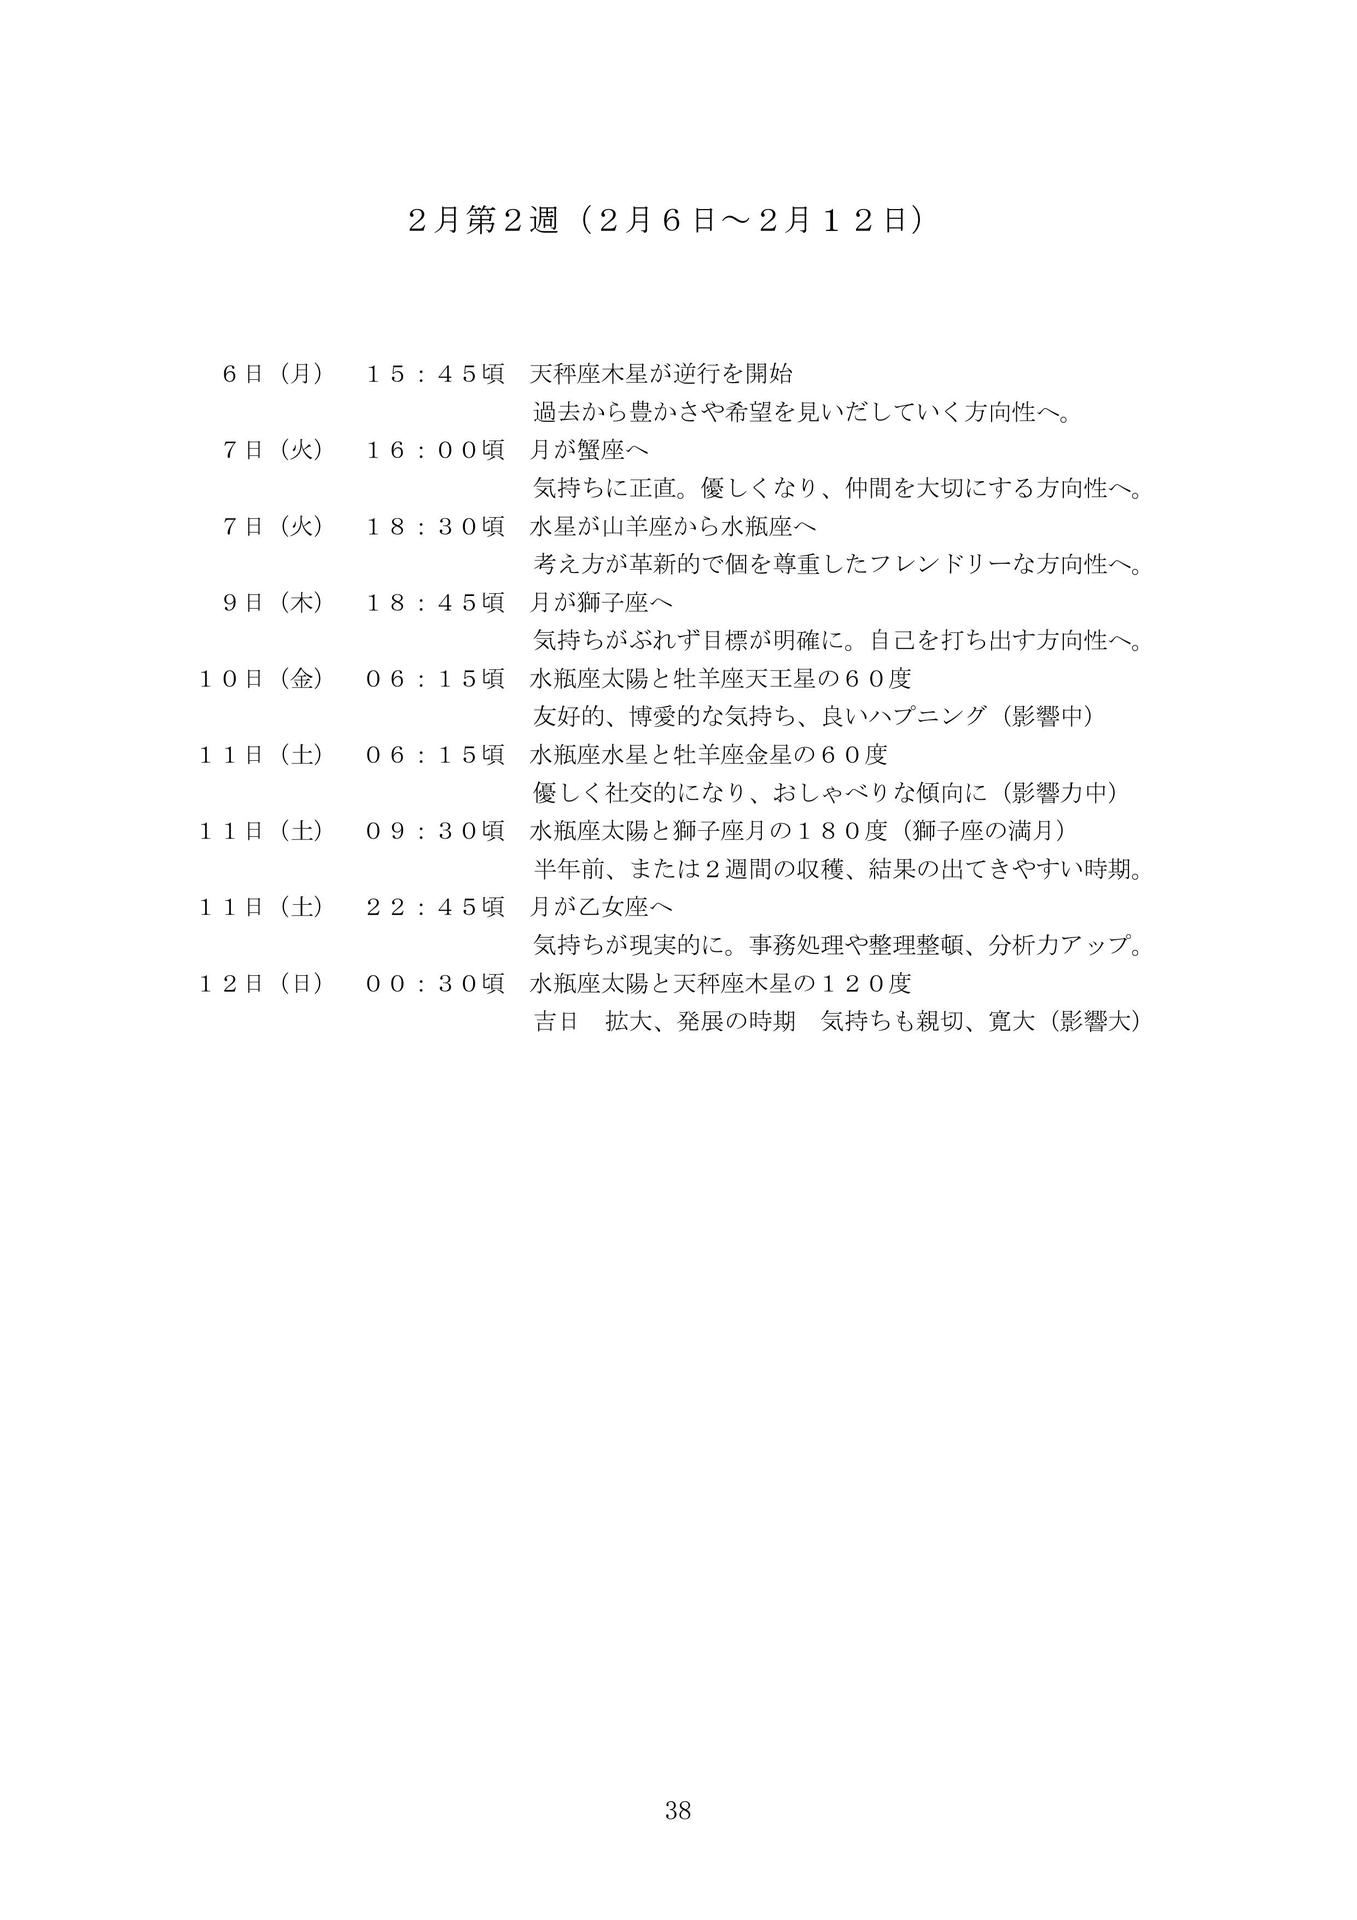 ２月第２週（２月６日～２月１２日）
６日（月）　１５：４５頃　天秤座木星が逆行を開始
過去から豊かさや希望を見いだしていく方向性へ。
７日（火）　１６：００頃　月が蟹座へ
気持ちに正直。優しくなり、仲間を大切にする方向性へ。
７日（火）　１８：３０頃　水星が山羊座から水瓶座へ
考え方が革新的で個を尊重したフレンドリーな方向性へ。
９日（木）　１８：４５頃　月が獅子座へ
気持ちがぶれず目標が明確に。自己を打ち出す方向性へ。
１０日（金）　０６：１５頃　水瓶座太陽と牡羊座天王星の６０度
友好的、博愛的な気持ち、良いハプニング（影響中）
１１日（土）　０６：１５頃　水瓶座水星と牡羊座金星の６０度
優しく社交的になり、おしゃべりな傾向に（影響力中）
１１日（土）　０９：３０頃　水瓶座太陽と獅子座月の１８０度（獅子座の満月）
半年前、または２週間の収穫、結果の出てきやすい時期。
１１日（土）　２２：４５頃　月が乙女座へ
気持ちが現実的に。事務処理や整理整頓、分析力アップ。
１２日（日）　００：３０頃　水瓶座太陽と天秤座木星の１２０度
吉日　拡大、発展の時期　気持ちも親切、寛大（影響大）
38